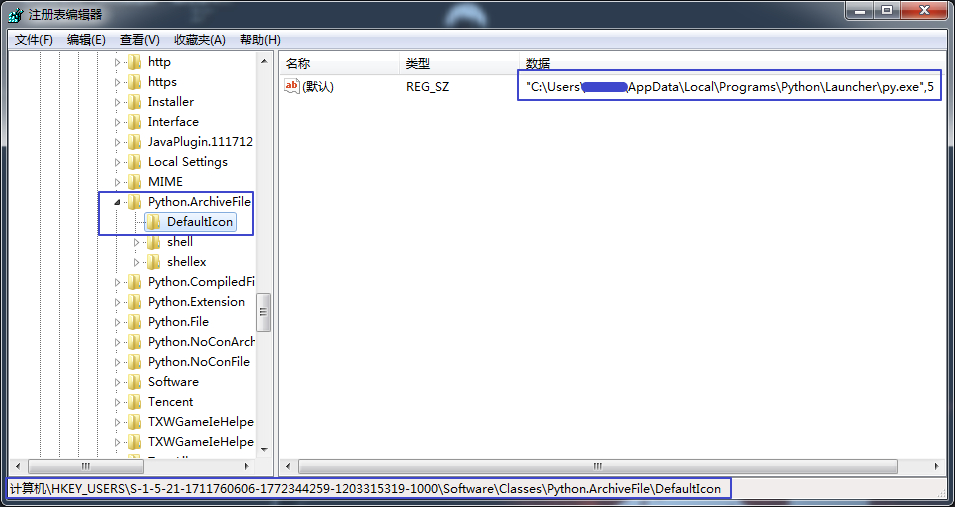 注册表编辑器
文件(F) 编辑(E) 查看(V) 收藏夹(A) 帮助(H)
http
https
Installer
Interface
JavaPlugin.111712
Local Settings
MIME
Python.ArchiveFile
DefaultIcon
shell
shellex
Python.CompiledFi
Python.Extension
Python.File
Python.NoConArch
Python.NoConFile
Software
Tencent
TXWGameIeHelpe
TXWGameIeHelpe
名称 类型 数据
ab (默认) REG_SZ "C:\Users\ \AppData\Local\Programs\Python\Launcher\py.exe",5
计算机\HKEY_USERS\S-1-5-21-1711760606-1772344259-1203315319-1000\Software\Classes\Python.ArchiveFile\DefaultIcon